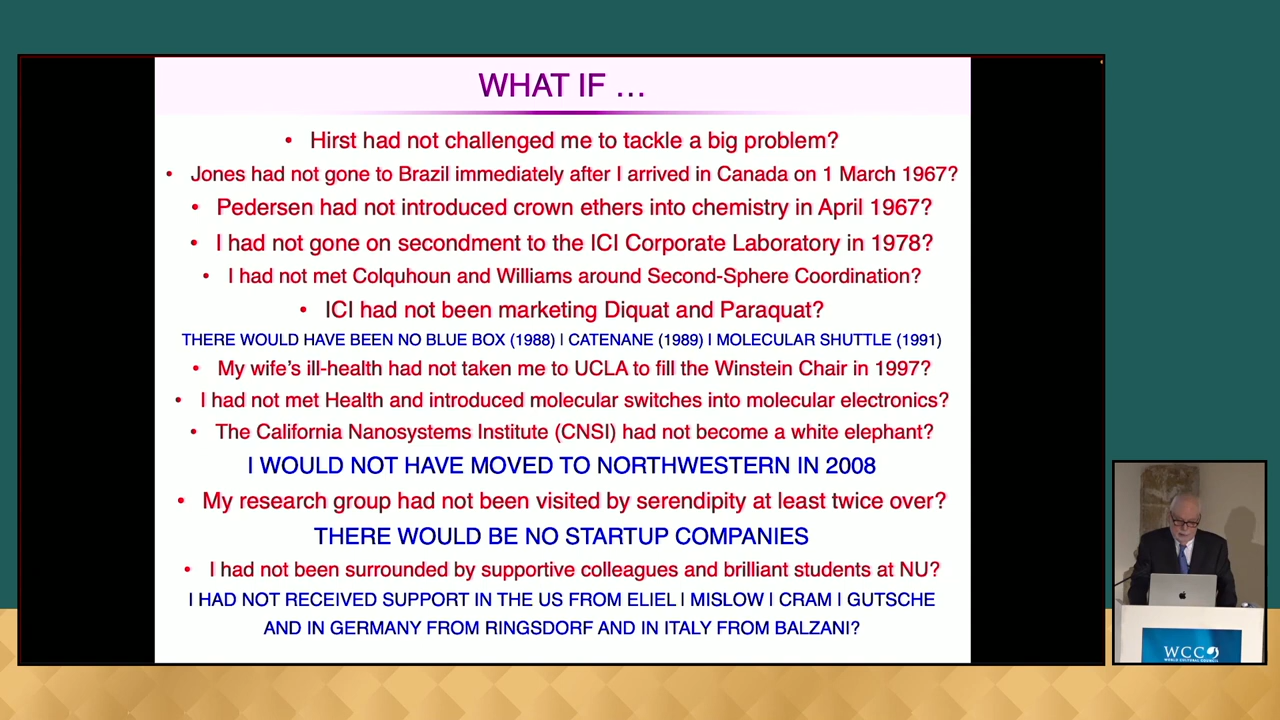 WHAT IF …
• Hirst had not challenged me to tackle a big problem?
• Jones had not gone to Brazil immediately after I arrived in Canada on 1 March 1967?
• Pedersen had not introduced crown ethers into chemistry in April 1967?
• I had not gone on secondment to the ICI Corporate Laboratory in 1978?
• I had not met Colquhoun and Williams around Second-Sphere Coordination?
• ICI had not been marketing Diquat and Paraquat?
THERE WOULD HAVE BEEN NO BLUE BOX (1988) | CATENANE (1989) | MOLECULAR SHUTTLE (1991)
• My wife’s ill-health had not taken me to UCLA to fill the Winstein Chair in 1997?
• I had not met Health and introduced molecular switches into molecular electronics?
• The California Nanosystems Institute (CNSI) had not become a white elephant?
I WOULD NOT HAVE MOVED TO NORTHWESTERN IN 2008
• My research group had not been visited by serendipity at least twice over?
THERE WOULD BE NO STARTUP COMPANIES
• I had not been surrounded by supportive colleagues and brilliant students at NU?
I HAD NOT RECEIVED SUPPORT IN THE US FROM ELIEL | MISLOW | CRAM | GUTSCHE
AND IN GERMANY FROM RINGSDORF AND IN ITALY FROM BALZANI?
WCC
WORLD CULTURAL COUNCIL